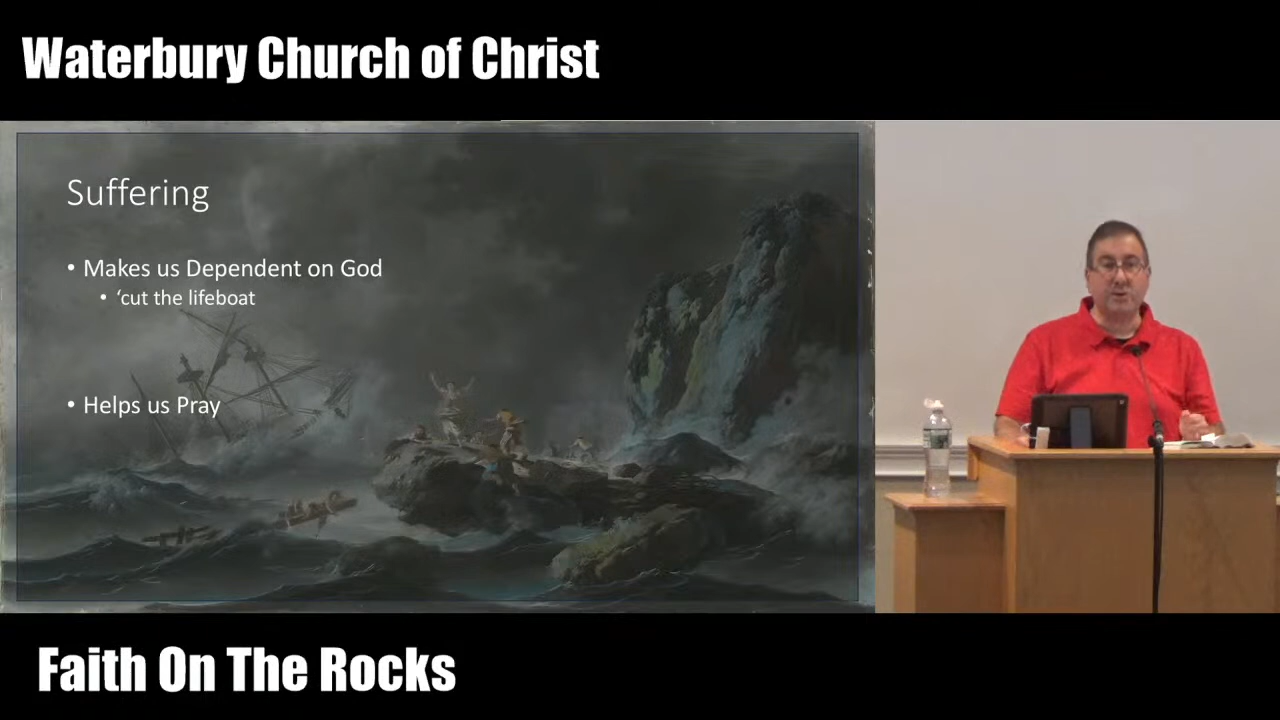 Waterbury Church of Christ
Suffering
• Makes us Dependent on God
• ‘cut the lifeboat
• Helps us Pray
Faith On The Rocks